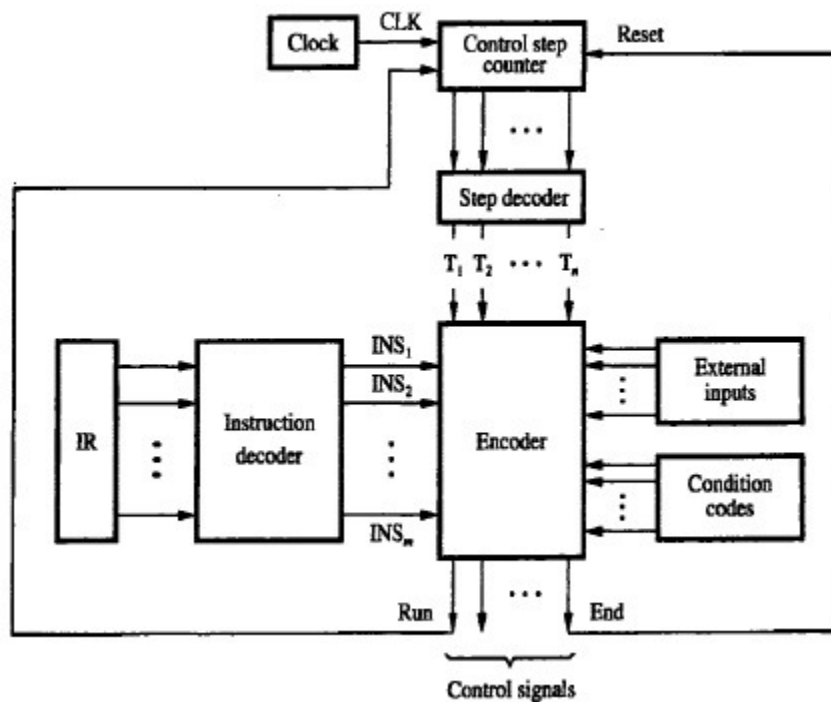 Clock
CLK
Control step
counter
Reset
Step decoder
T₁ T₂ ··· Tₙ
IR
Instruction
decoder
INS₁
INS₂
INSₘ
Encoder
External
inputs
Condition
codes
Run
End
Control signals